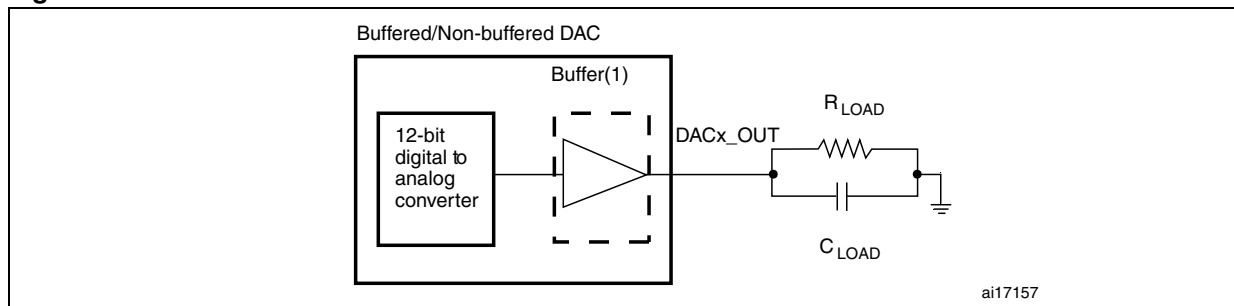 Buffered/Non-buffered DAC
Buffer(1)
12-bit
digital to
analog
converter
DACx_OUT
R LOAD
C LOAD
ai17157